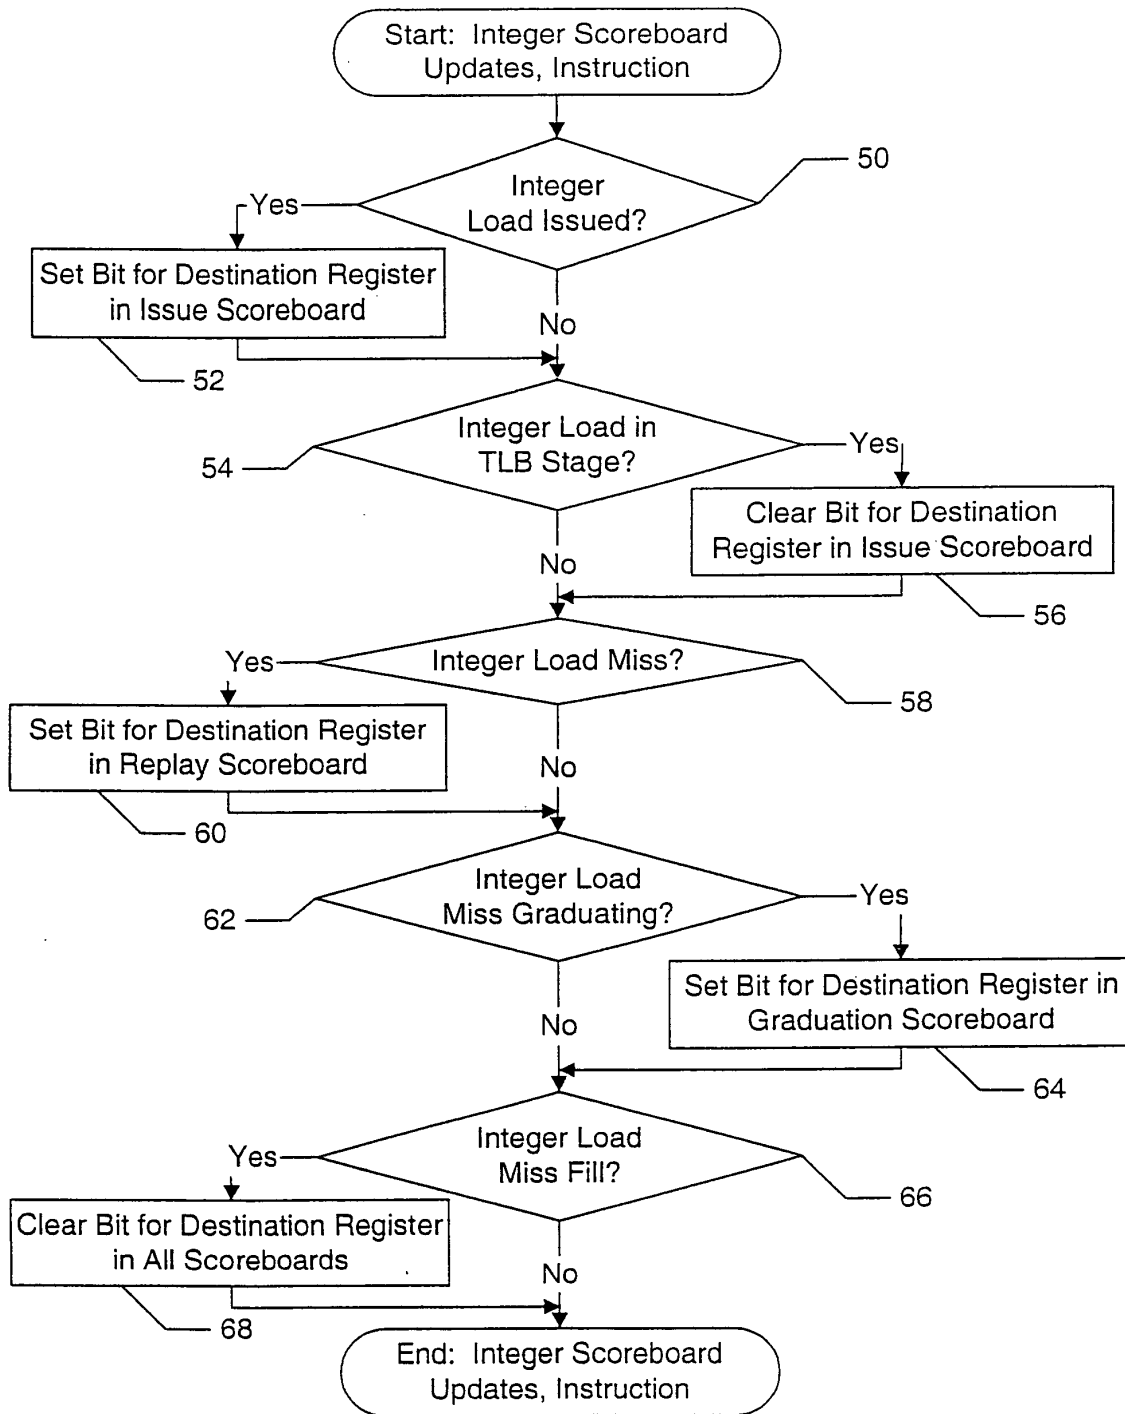 Start: Integer Scoreboard
Updates, Instruction
50
Integer
Load Issued?
Yes
Set Bit for Destination Register
in Issue Scoreboard
No
52
Integer Load in
TLB Stage?
Yes
54
Clear Bit for Destination
Register in Issue Scoreboard
No
56
Integer Load Miss?
Yes
58
Set Bit for Destination Register
in Replay Scoreboard
No
60
Integer Load
Miss Graduating?
Yes
62
Set Bit for Destination Register in
Graduation Scoreboard
No
64
Integer Load
Miss Fill?
Yes
66
Clear Bit for Destination Register
in All Scoreboards
No
68
End: Integer Scoreboard
Updates, Instruction